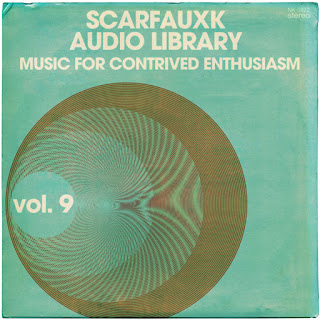 SCARFAUXK
AUDIO LIBRARY
MUSIC FOR CONTRIVED ENTHUSIASM
stereo
vol. 9